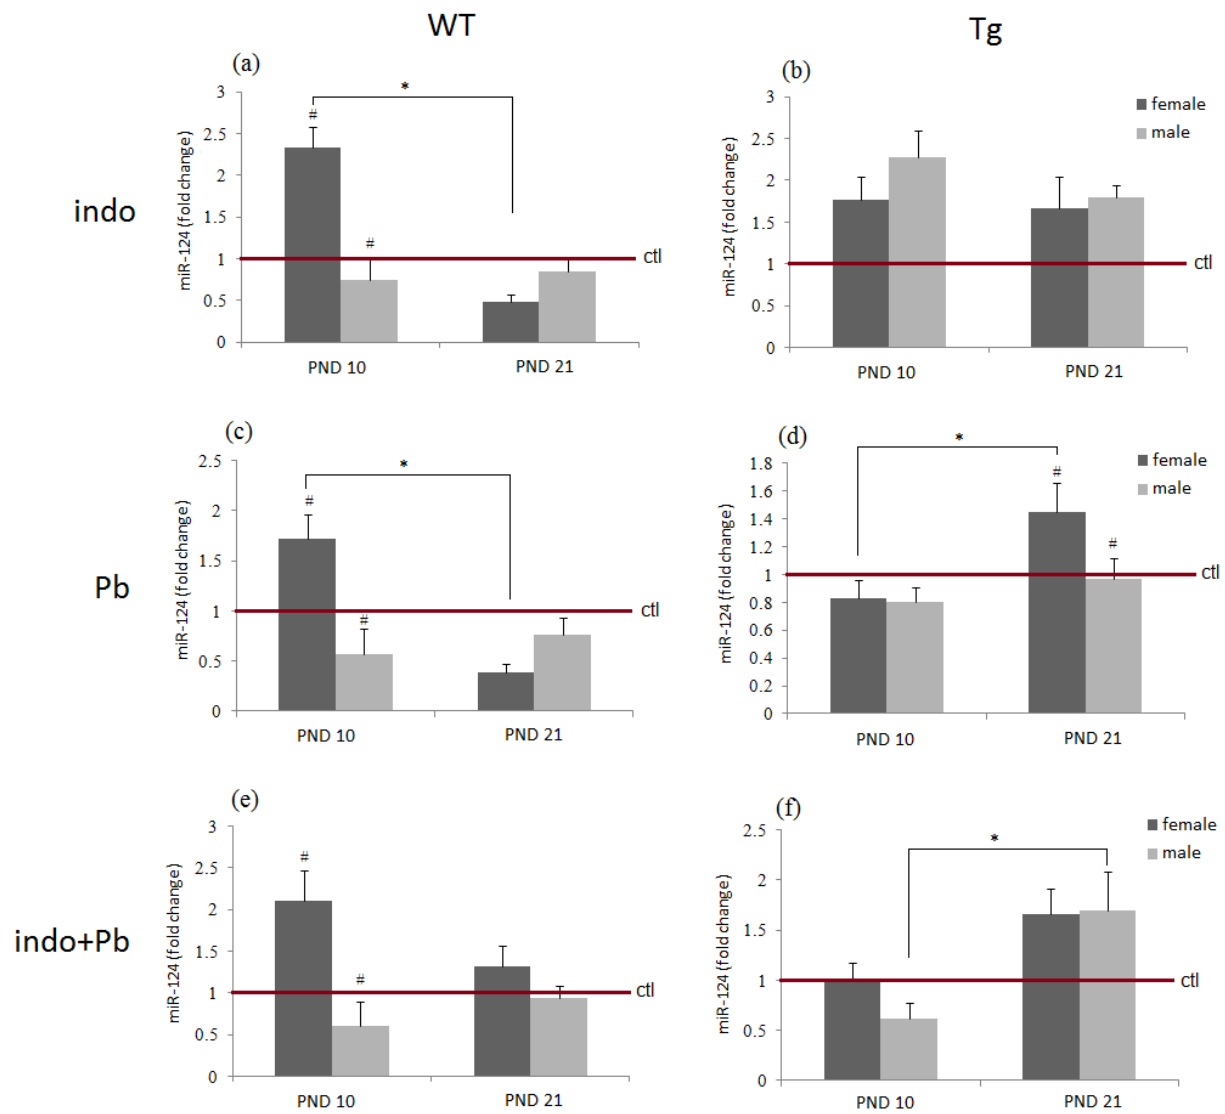 WT
Tg
(a)
*
3
2.5
2
1.5
1
0.5
0
miR-124 (fold change)
#
#
ctl
PND 10
PND 21
indo
(b)
3
2.5
2
1.5
1
0.5
0
miR-124 (fold change)
female
male
ctl
PND 10
PND 21
(c)
*
2.5
2
1.5
1
0.5
0
miR-124 (fold change)
#
#
ctl
PND 10
PND 21
Pb
(d)
*
1.8
1.6
1.4
1.2
1
0.8
0.6
0.4
0.2
0
miR-124 (fold change)
female
male
#
#
ctl
PND 10
PND 21
(e)
3
2.5
2
1.5
1
0.5
0
miR-124 (fold change)
#
#
ctl
PND 10
PND 21
indo+Pb
(f)
*
2.5
2
1.5
1
0.5
0
miR-124 (fold change)
female
male
ctl
PND 10
PND 21